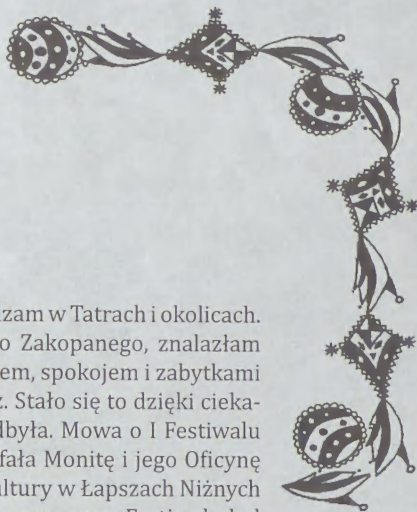 zam w Tatrach i okolicach.
o Zakopanego, znalazłam
em, spokojem i zabytkami
z. Stało się to dzięki cieka-
dbyła. Mowa o I Festiwalu
fała Monitę i jego Oficynę
ltury w Łapszach Niżnych